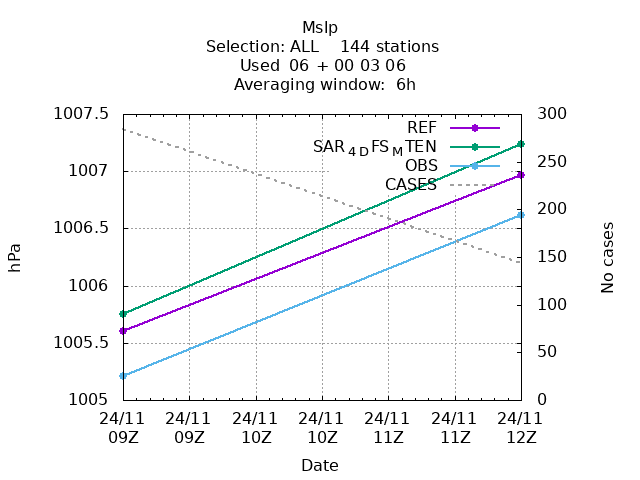 Mslp
Selection: ALL    144 stations
Used  06 + 00 03 06
Averaging window:  6h
REF
SAR4DFSMTEN
OBS
CASES
1007.5
1007
1006.5
1006
1005.5
1005
hPa
300
250
200
150
100
50
0
No cases
24/11 24/11 24/11 24/11 24/11 24/11 24/11
09Z 09Z 10Z 10Z 11Z 11Z 12Z
Date